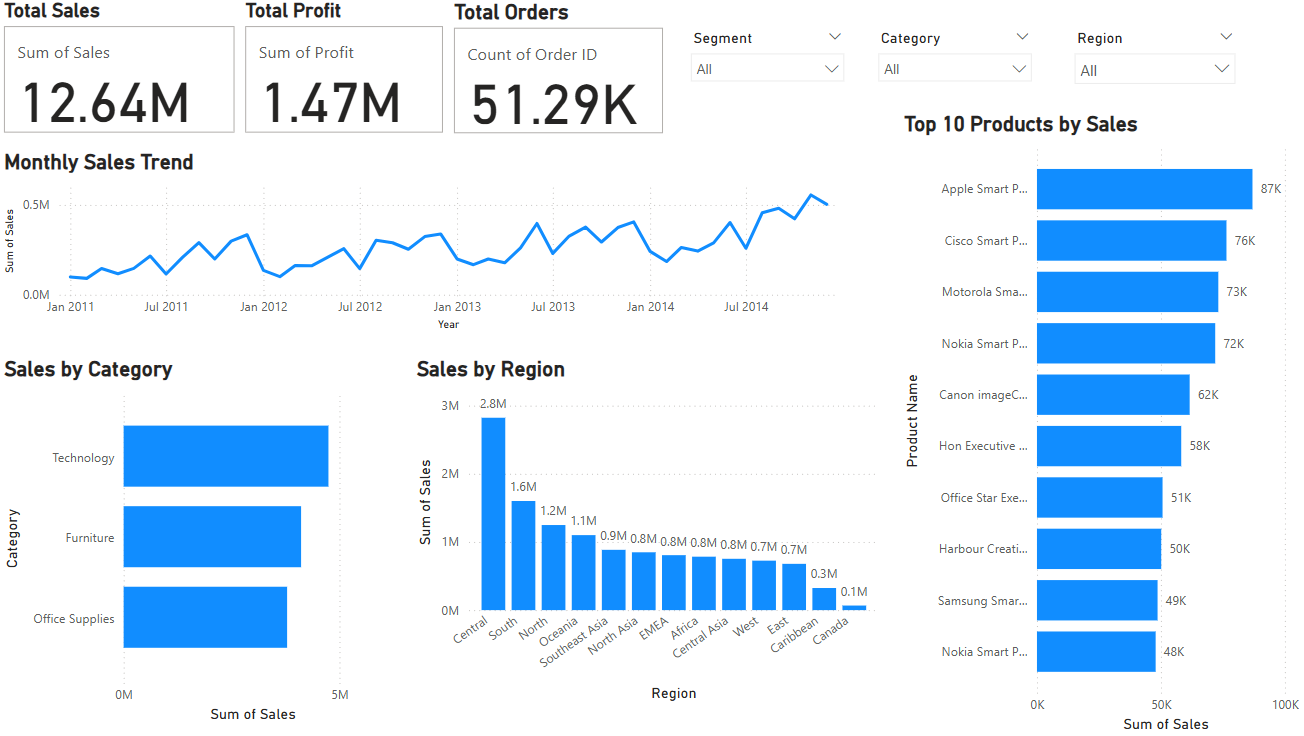 Total Sales
Sum of Sales
12.64M
Total Profit
Sum of Profit
1.47M
Total Orders
Count of Order ID
51.29K
Segment
All
Category
All
Region
All
Monthly Sales Trend
Sum of Sales
0.5M
0.0M
Jan 2011 Jul 2011 Jan 2012 Jul 2012 Jan 2013 Jul 2013 Jan 2014 Jul 2014
Year
Sales by Category
Category
Technology
Furniture
Office Supplies
0M 5M
Sum of Sales
Sales by Region
Sum of Sales
3M
2M
1M
0M
2.8M 1.6M 1.2M 1.1M 0.9M 0.8M 0.8M 0.8M 0.8M 0.7M 0.7M 0.3M 0.1M
Central South North Oceania Southeast Asia North Asia EMEA Africa Central Asia West East Caribbean Canada
Region
Top 10 Products by Sales
Product Name
Apple Smart P... 87K
Cisco Smart P... 76K
Motorola Sma... 73K
Nokia Smart P... 72K
Canon imageC... 62K
Hon Executive ... 58K
Office Star Exe... 51K
Harbour Creati... 50K
Samsung Smar... 49K
Nokia Smart P... 48K
0K 50K 100K
Sum of Sales